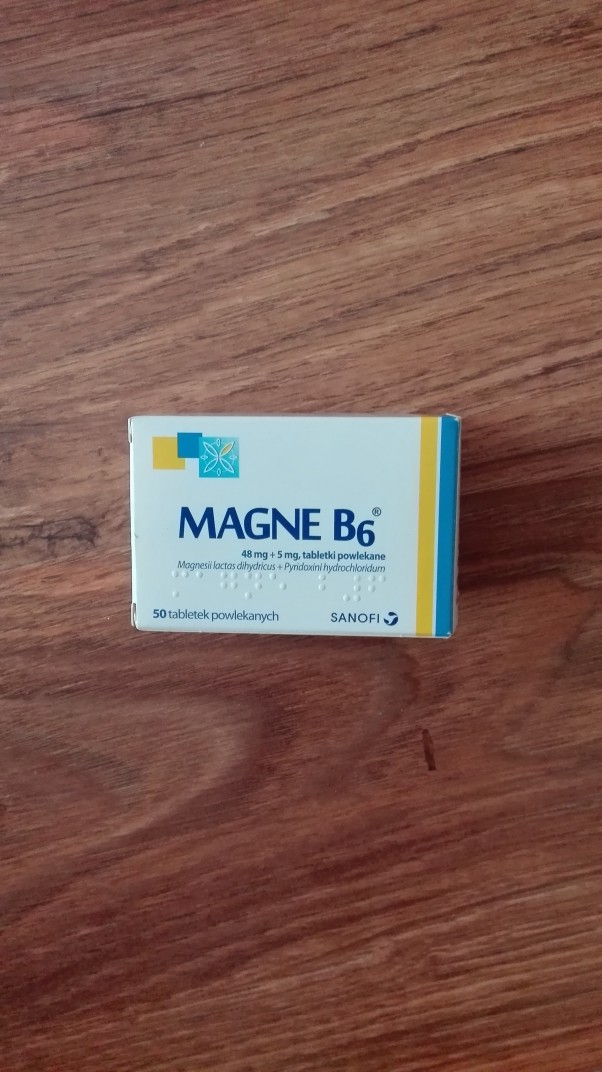 MAGNE B6®
48 mg + 5 mg, tabletki powlekane
Magnesii lactas dihydricus + Pyridoxini hydrochloridum
50 tabletek powlekanych
SANOFI